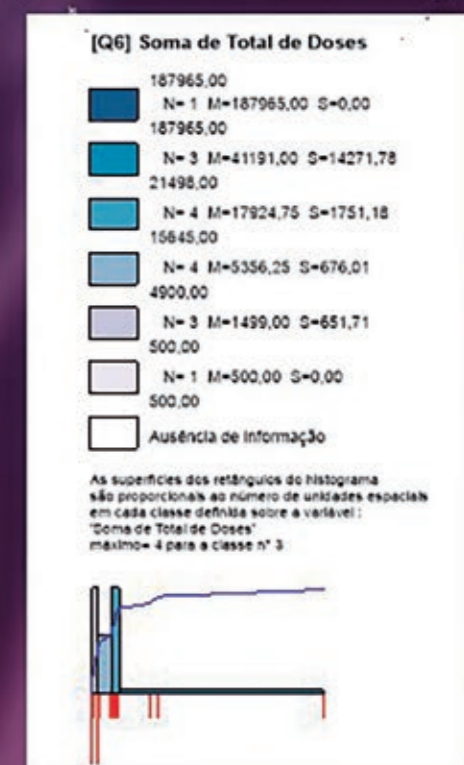 [Q6] Soma de Total de Doses
187965,00
N= 1 M=187965,00 S=0,00
187965,00
N= 3 M=41191,00 S=14271,78
21498,00
N= 4 M=17924,75 S=1751,18
15645,00
N= 4 M=5356,25 S=676,01
4900,00
N= 3 M=1499,00 S=651,71
500,00
N= 1 M=500,00 S=0,00
500,00
Ausência de Informação
As superfícies dos retângulos do histograma
são proporcionais ao número de unidades espaciais
em cada classe definida sobre a variável :
"Soma de Total de Doses"
máximo= 4 para a classe n° 3